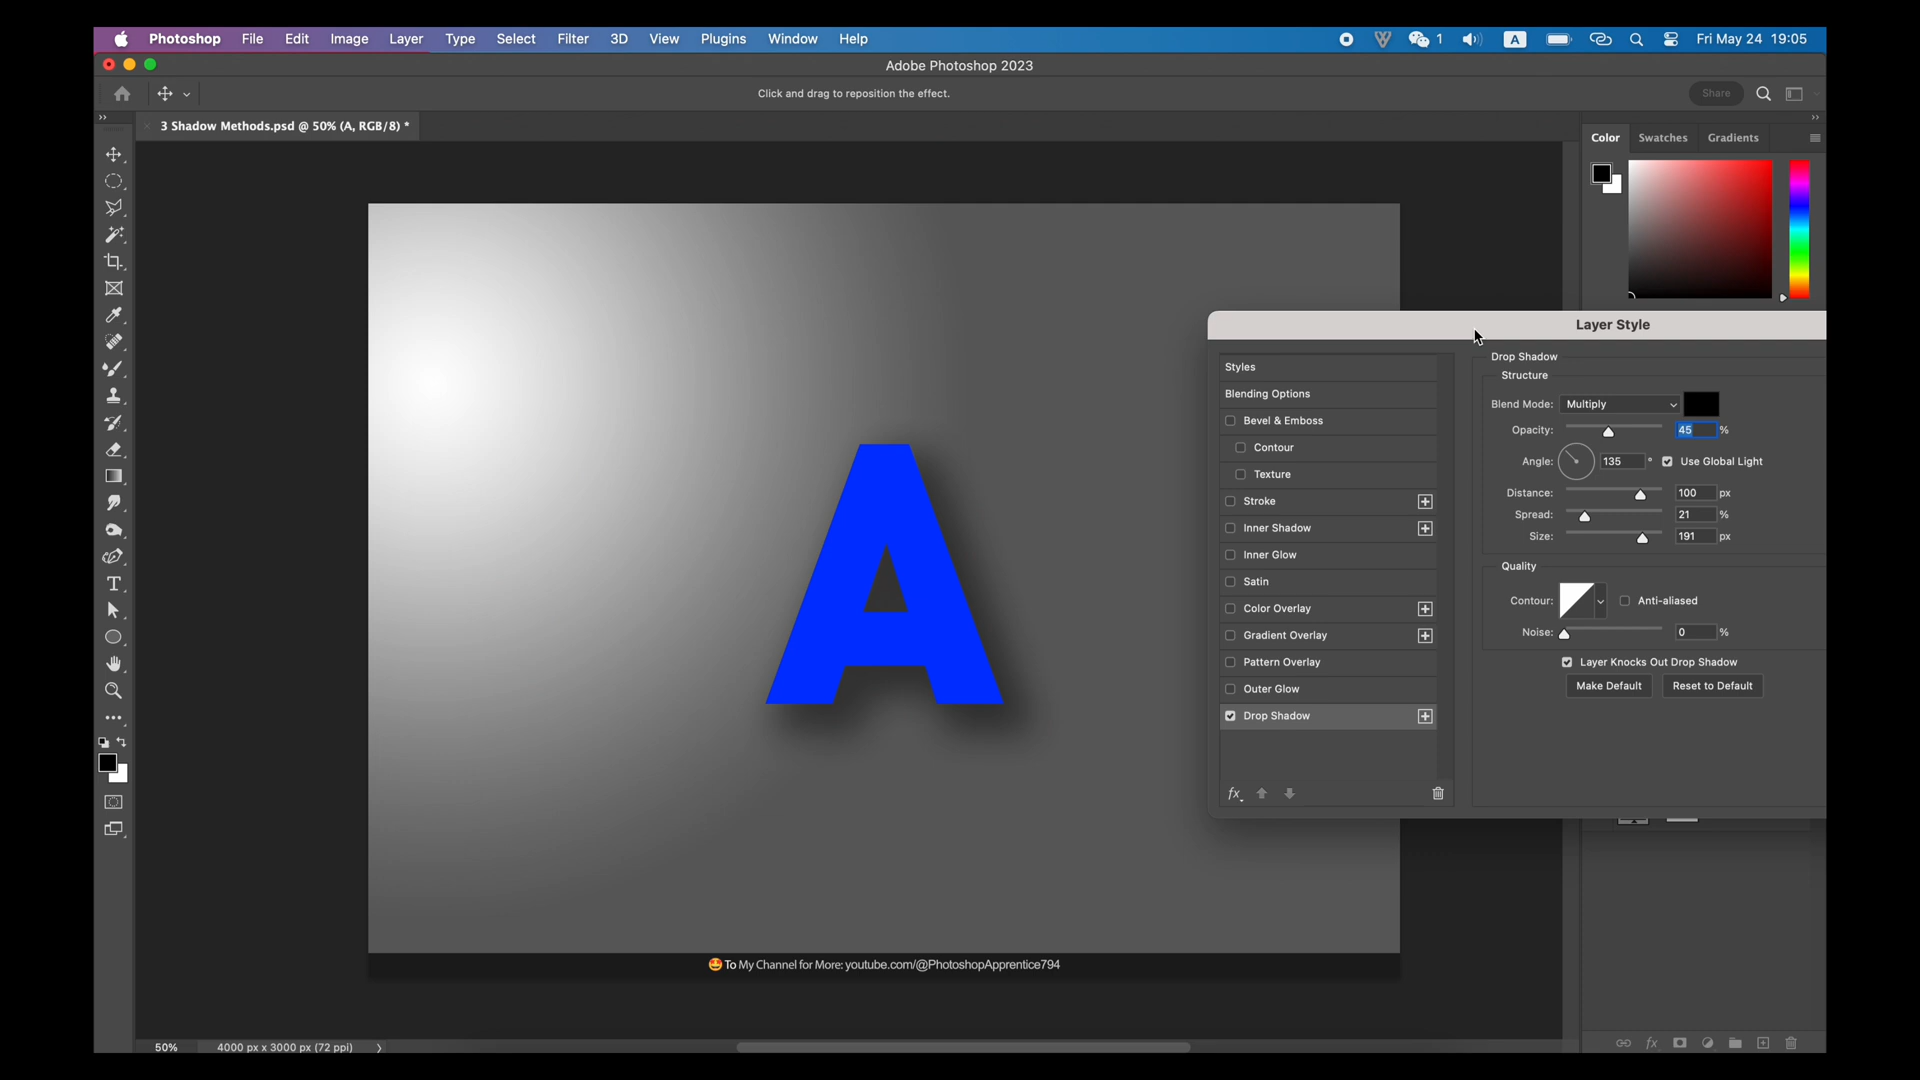 Photoshop File Edit Image Layer Type Select Filter 3D View Plugins Window Help 1 A Fri May 24 19:05
Adobe Photoshop 2023
Click and drag to reposition the effect.
Share
3 Shadow Methods.psd @ 50% (A, RGB/8) *
Color Swatches Gradients
Layer Style
Styles
Blending Options
Bevel & Emboss
Contour
Texture
Stroke
Inner Shadow
Inner Glow
Satin
Color Overlay
Gradient Overlay
Pattern Overlay
Outer Glow
Drop Shadow
fx
Drop Shadow
Structure
Blend Mode: Multiply
Opacity: 45 %
Angle: 135 ° Use Global Light
Distance: 100 px
Spread: 21 %
Size: 191 px
Quality
Contour: Anti-aliased
Noise: 0 %
Layer Knocks Out Drop Shadow
Make Default Reset to Default
A
To My Channel for More: youtube.com/@PhotoshopApprentice794
50% 4000 px x 3000 px (72 ppi)
fx